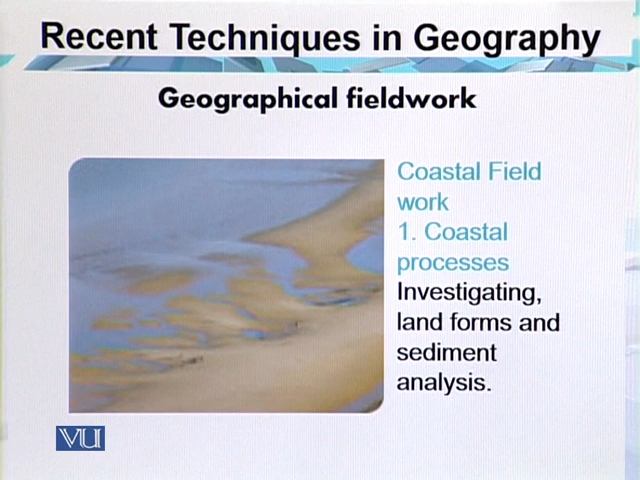 Recent Techniques in Geography
Geographical fieldwork
Coastal Field
work
1. Coastal
processes
Investigating,
land forms and
sediment
analysis.
VU